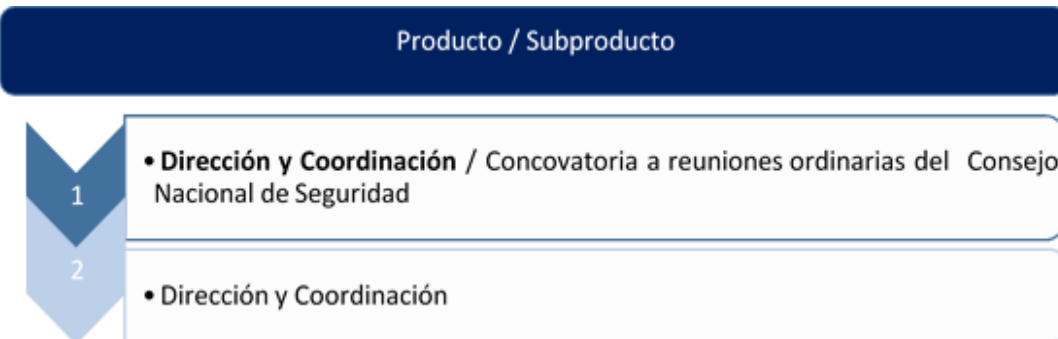 Producto / Subproducto
• Dirección y Coordinación / Concovatoria a reuniones ordinarias del Consejo
1
Nacional de Seguridad
2
• Dirección y Coordinación